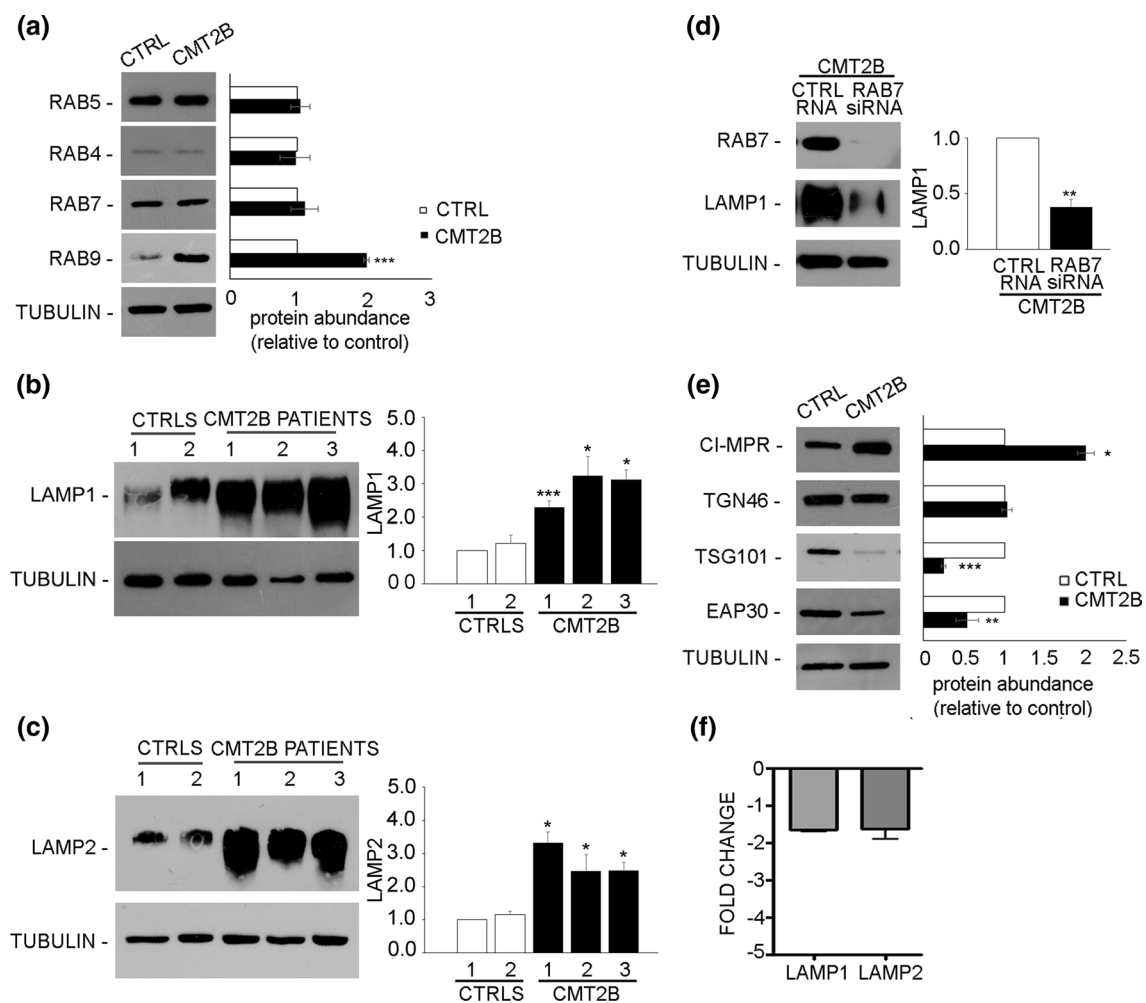 (a)
CTRL CMT2B
RAB5 -
RAB4 -
RAB7 -
RAB9 -
TUBULIN -
***
CTRL
CMT2B
0 1 2 3
protein abundance
(relative to control)
(b)
CTRLS CMT2B PATIENTS
1 2 1 2 3
LAMP1 -
TUBULIN -
LAMP1
5.0
4.0
3.0
2.0
1.0
0.0
*** * *
1 2 1 2 3
CTRLS CMT2B
(c)
CTRLS CMT2B PATIENTS
1 2 1 2 3
LAMP2 -
TUBULIN -
LAMP2
5.0
4.0
3.0
2.0
1.0
0.0
* * *
1 2 1 2 3
CTRLS CMT2B
(d)
CMT2B
CTRL RAB7
RNA siRNA
RAB7 -
LAMP1 -
TUBULIN -
LAMP1
1.0
0.5
0.0
**
CTRL RAB7
RNA siRNA
CMT2B
(e)
CTRL CMT2B
CI-MPR -
TGN46 -
TSG101 -
EAP30 -
TUBULIN -
*
***
**
CTRL
CMT2B
0 0.5 1 1.5 2 2.5
protein abundance
(relative to control)
(f)
FOLD CHANGE
0
-1
-2
-3
-4
-5
LAMP1 LAMP2